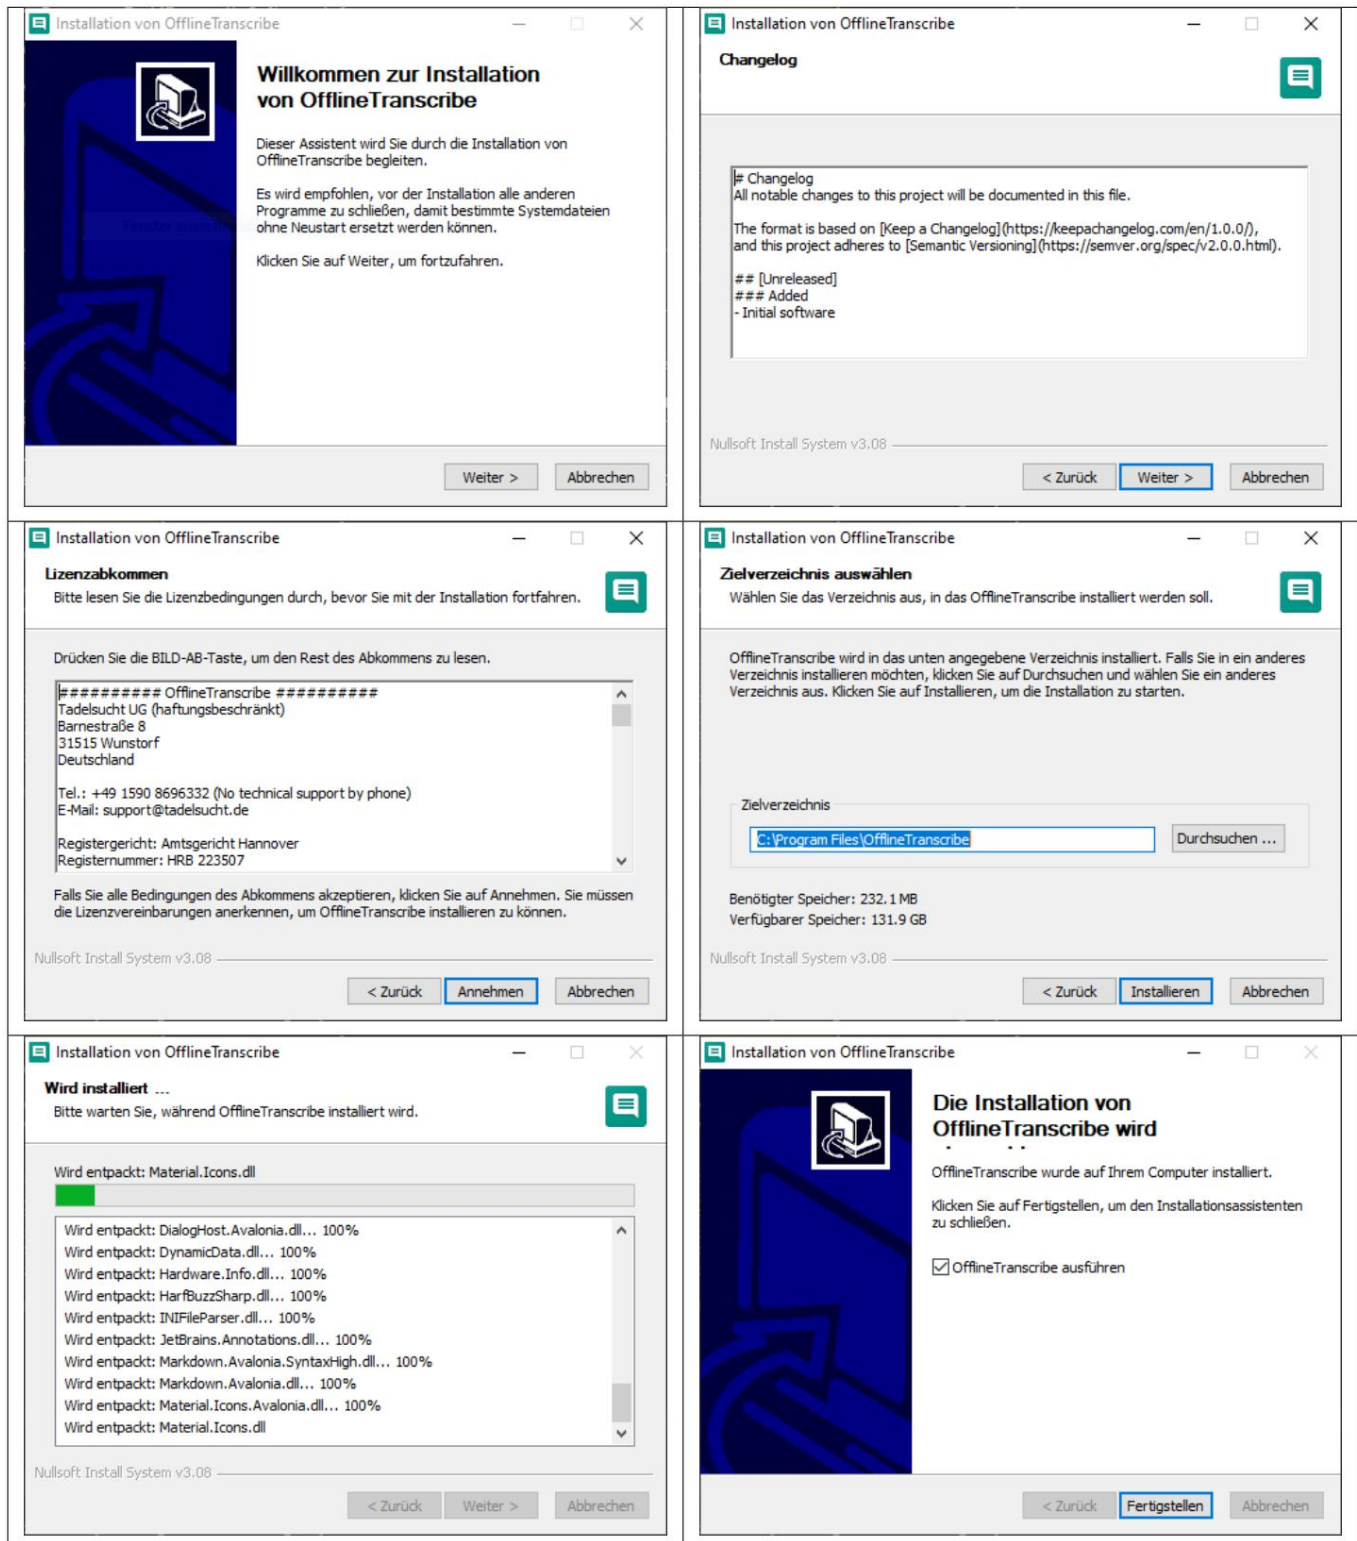 Installation von OfflineTranscribe
Willkommen zur Installation
von OfflineTranscribe
Dieser Assistent wird Sie durch die Installation von
OfflineTranscribe begleiten.
Es wird empfohlen, vor der Installation alle anderen
Programme zu schließen, damit bestimmte Systemdateien
ohne Neustart ersetzt werden können.
Klicken Sie auf Weiter, um fortzufahren.
Weiter >
Abbrechen
Installation von OfflineTranscribe
Changelog
# Changelog
All notable changes to this project will be documented in this file.
The format is based on [Keep a Changelog](https://keepachangelog.com/en/1.0.0/),
and this project adheres to [Semantic Versioning](https://semver.org/spec/v2.0.0.html).
## [Unreleased]
### Added
- Initial software
Nullsoft Install System v3.08
< Zurück
Weiter >
Abbrechen
Installation von OfflineTranscribe
Lizenzabkommen
Bitte lesen Sie die Lizenzbedingungen durch, bevor Sie mit der Installation fortfahren.
Drücken Sie die BILD-AB-Taste, um den Rest des Abkommens zu lesen.
########## OfflineTranscribe ##########
Tadelsucht UG (haftungsbeschränkt)
Barnestraße 8
31515 Wunstorf
Deutschland
Tel.: +49 1590 8696332 (No technical support by phone)
E-Mail: support@tadelsucht.de
Registergericht: Amtsgericht Hannover
Registernummer: HRB 223507
Falls Sie alle Bedingungen des Abkommens akzeptieren, klicken Sie auf Annehmen. Sie müssen
die Lizenzvereinbarungen anerkennen, um OfflineTranscribe installieren zu können.
Nullsoft Install System v3.08
< Zurück
Annehmen
Abbrechen
Installation von OfflineTranscribe
Zielverzeichnis auswählen
Wählen Sie das Verzeichnis aus, in das OfflineTranscribe installiert werden soll.
OfflineTranscribe wird in das unten angegebene Verzeichnis installiert. Falls Sie in ein anderes
Verzeichnis installieren möchten, klicken Sie auf Durchsuchen und wählen Sie ein anderes
Verzeichnis aus. Klicken Sie auf Installieren, um die Installation zu starten.
Zielverzeichnis
C:\Program Files\OfflineTranscribe
Durchsuchen ...
Benötigter Speicher: 232.1 MB
Verfügbarer Speicher: 131.9 GB
Nullsoft Install System v3.08
< Zurück
Installieren
Abbrechen
Installation von OfflineTranscribe
Wird installiert ...
Bitte warten Sie, während OfflineTranscribe installiert wird.
Wird entpackt: Material.Icons.dll
Wird entpackt: DialogHost.Avalonia.dll... 100%
Wird entpackt: DynamicData.dll... 100%
Wird entpackt: Hardware.Info.dll... 100%
Wird entpackt: HarfBuzzSharp.dll... 100%
Wird entpackt: INIFileParser.dll... 100%
Wird entpackt: JetBrains.Annotations.dll... 100%
Wird entpackt: Markdown.Avalonia.SyntaxHigh.dll... 100%
Wird entpackt: Markdown.Avalonia.dll... 100%
Wird entpackt: Material.Icons.Avalonia.dll... 100%
Wird entpackt: Material.Icons.dll
Nullsoft Install System v3.08
< Zurück
Weiter >
Abbrechen
Installation von OfflineTranscribe
Die Installation von
OfflineTranscribe wird
OfflineTranscribe wurde auf Ihrem Computer installiert.
Klicken Sie auf Fertigstellen, um den Installationsassistenten
zu schließen.
OfflineTranscribe ausführen
< Zurück
Fertigstellen
Abbrechen